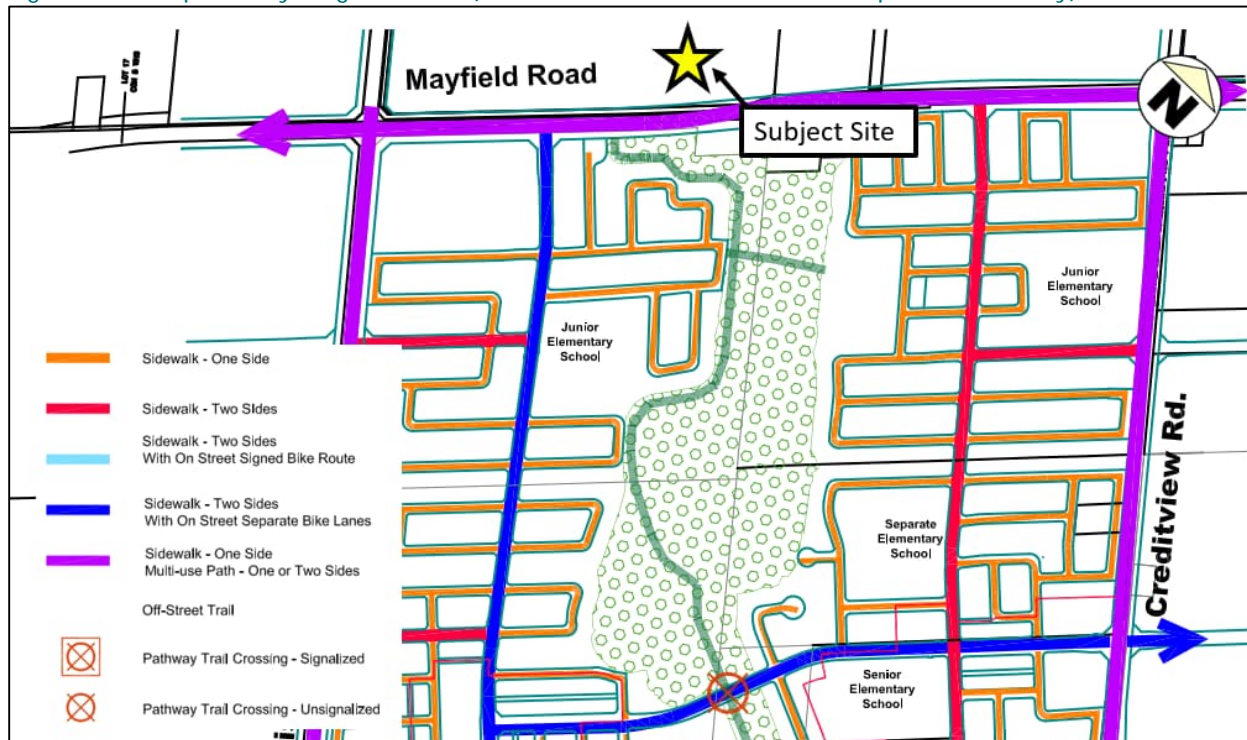 LOT 17
Mayfield Road
N
Subject Site
Junior
Elementary
School
Junior
Elementary
School
Sidewalk - One Side
Sidewalk - Two Sides
Sidewalk - Two Sides
With On Street Signed Bike Route
Sidewalk - Two Sides
With On Street Separate Bike Lanes
Sidewalk - One Side
Multi-use Path - One or Two Sides
Off-Street Trail
Pathway Trail Crossing - Signalized
Pathway Trail Crossing - Unsignalized
Separate
Elementary
School
Creditview Rd.
Senior
Elementary
School